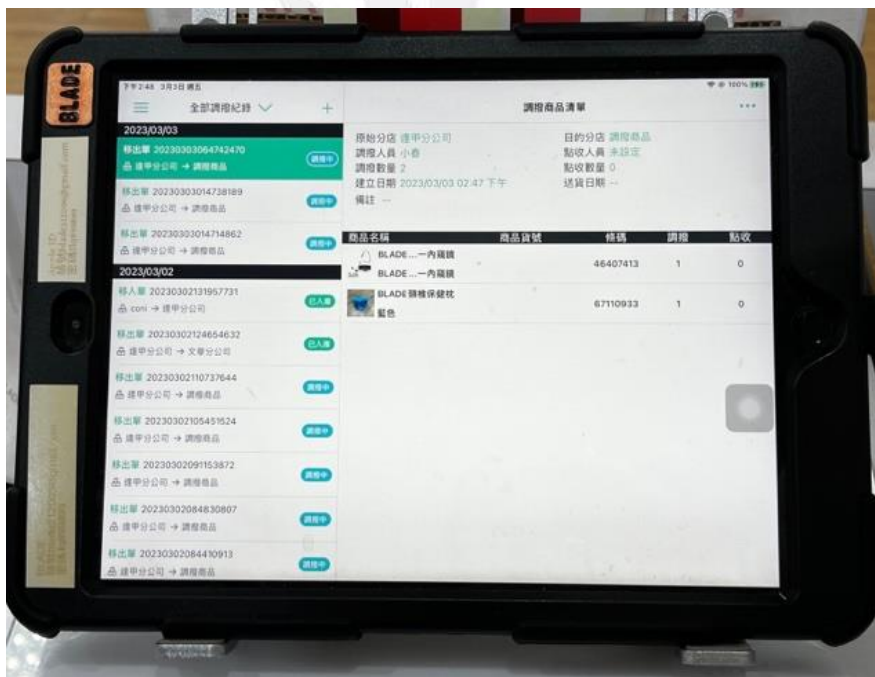 BLADE
下午2:48 3月3日 週五
100%
全部調撥紀錄
+
2023/03/03
移出單 20230303064742470
逢甲分公司 → 調撥商品
調撥中
移出單 20230303014738189
逢甲分公司 → 調撥商品
調撥中
移出單 20230303014714862
逢甲分公司 → 調撥商品
調撥中
2023/03/02
移入單 20230302131957731
coni → 逢甲分公司
已入庫
移出單 20230302124654632
逢甲分公司 → 文華分公司
已入庫
移出單 20230302110737644
逢甲分公司 → 調撥商品
調撥中
移出單 20230302105451524
逢甲分公司 → 調撥商品
調撥中
移出單 20230302091153872
逢甲分公司 → 調撥商品
調撥中
移出單 20230302084830807
逢甲分公司 → 調撥商品
調撥中
移出單 20230302084410913
逢甲分公司 → 調撥商品
調撥中
調撥商品清單
...
原始分店 逢甲分公司 目的分店 調撥商品
調撥人員 小春 點收人員 未設定
調撥數量 2 點收數量 0
建立日期 2023/03/03 02:47 下午 送貨日期 --
備註 --
商品名稱 商品貨號 條碼 調撥 點收
BLADE...一內窺鏡
BLADE...一內窺鏡
46407413 1 0
BLADE頸椎保健枕
藍色
67110933 1 0